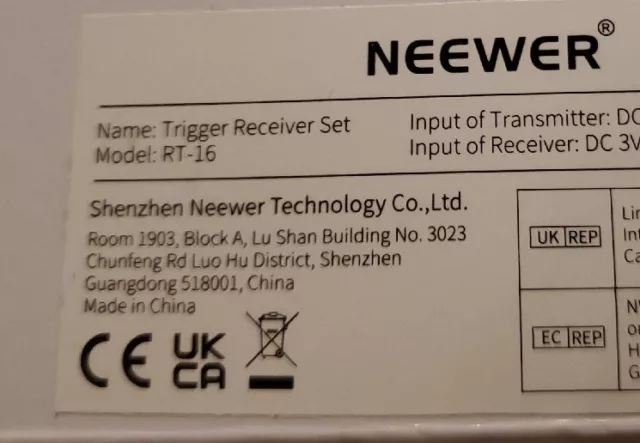 NEEWER®
Name: Trigger Receiver Set
Input of Transmitter: DC
Model: RT-16
Input of Receiver: DC 3V
Shenzhen Neewer Technology Co.,Ltd.
Room 1903, Block A, Lu Shan Building No. 3023
Chunfeng Rd Luo Hu District, Shenzhen
Guangdong 518001, China
Made in China
CE
UK
CA
UK REP
EC REP